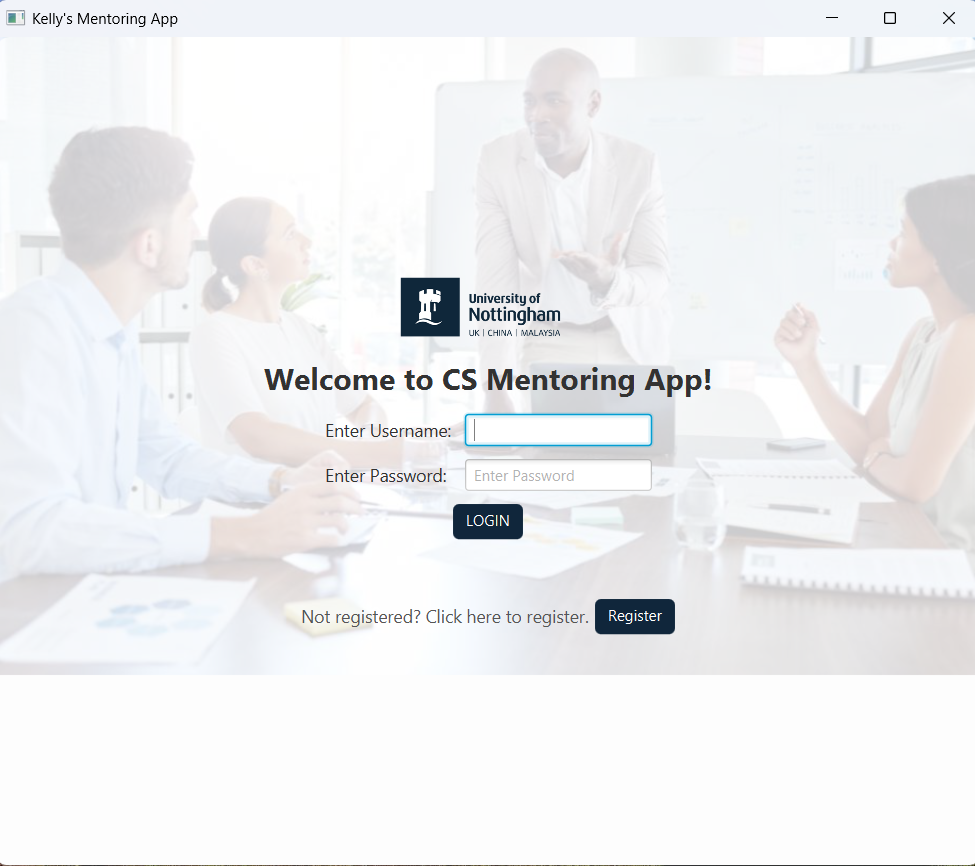 Kelly's Mentoring App
University of
Nottingham
UK | CHINA | MALAYSIA
Welcome to CS Mentoring App!
Enter Username:
Enter Password: Enter Password
LOGIN
Not registered? Click here to register. Register